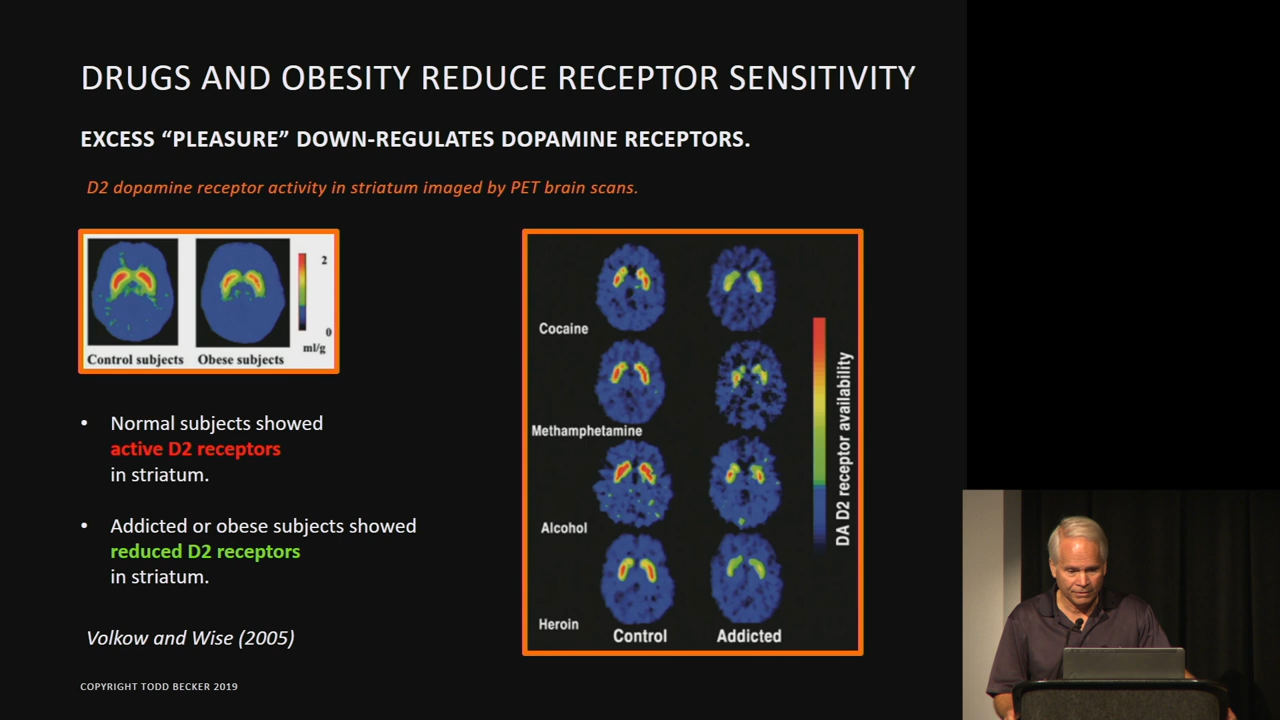 DRUGS AND OBESITY REDUCE RECEPTOR SENSITIVITY
EXCESS “PLEASURE” DOWN-REGULATES DOPAMINE RECEPTORS.
D2 dopamine receptor activity in striatum imaged by PET brain scans.
2
0
ml/g
Control subjects
Obese subjects
• Normal subjects showed
active D2 receptors
in striatum.
• Addicted or obese subjects showed
reduced D2 receptors
in striatum.
Volkow and Wise (2005)
COPYRIGHT TODD BECKER 2019
Cocaine
Methamphetamine
Alcohol
Heroin
Control
Addicted
DA D2 receptor availability